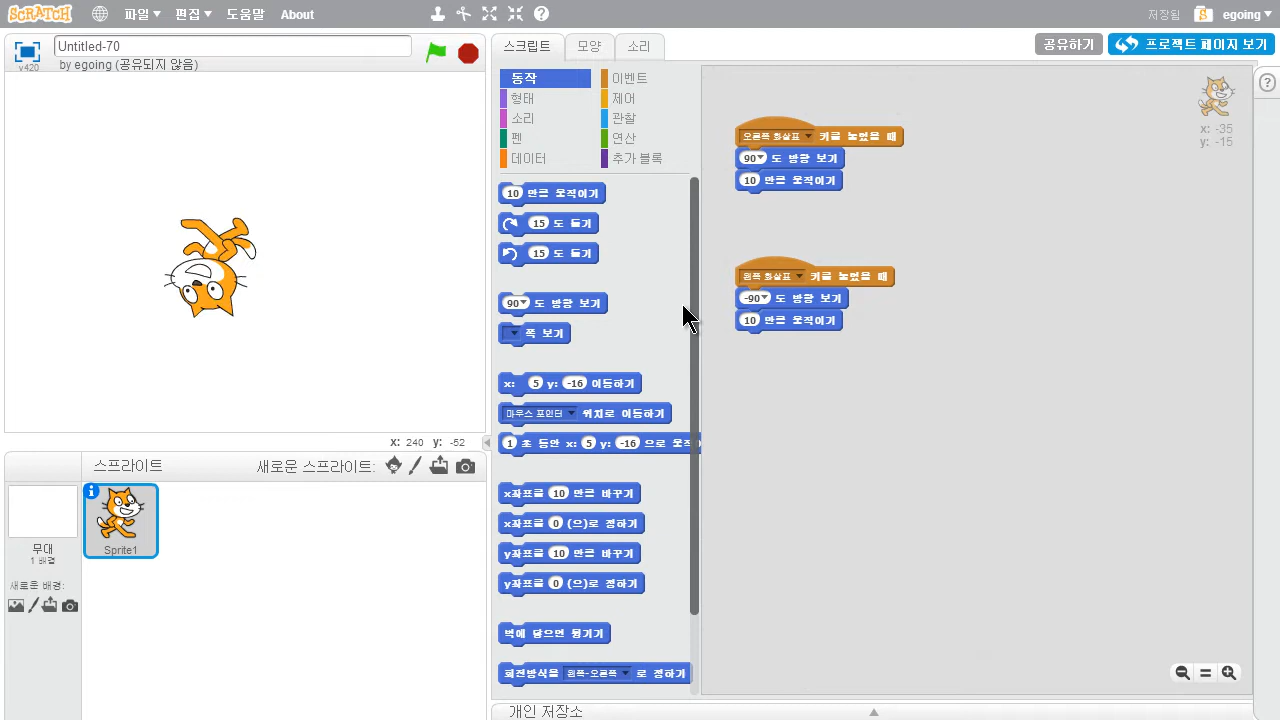 SCRATCH 파일 편집 도움말 About 저장됨 egoing
Untitled-70
by egoing (공유되지 않음)
v420
스크립트 모양 소리 공유하기 프로젝트 페이지 보기
동작 이벤트
형태 제어
소리 관찰
펜 연산
데이터 추가 블록
10 만큼 움직이기
15 도 돌기
15 도 돌기
90 도 방향 보기
쪽 보기
x: 5 y: -16 이동하기
마우스 포인터 위치로 이동하기
1 초 동안 x: 5 y: -16 으로 움직
x좌표를 10 만큼 바꾸기
x좌표를 0 (으)로 정하기
y좌표를 10 만큼 바꾸기
y좌표를 0 (으)로 정하기
벽에 닿으면 튕기기
회전방식을 왼쪽-오른쪽 로 정하기
오른쪽 화살표 키를 눌렀을 때
90 도 방향 보기
10 만큼 움직이기
왼쪽 화살표 키를 눌렀을 때
-90 도 방향 보기
10 만큼 움직이기
x: -35
y: -15
x: 240 y: -52
스프라이트 새로운 스프라이트:
무대
1 배경
새로운 배경:
Sprite1
개인 저장소